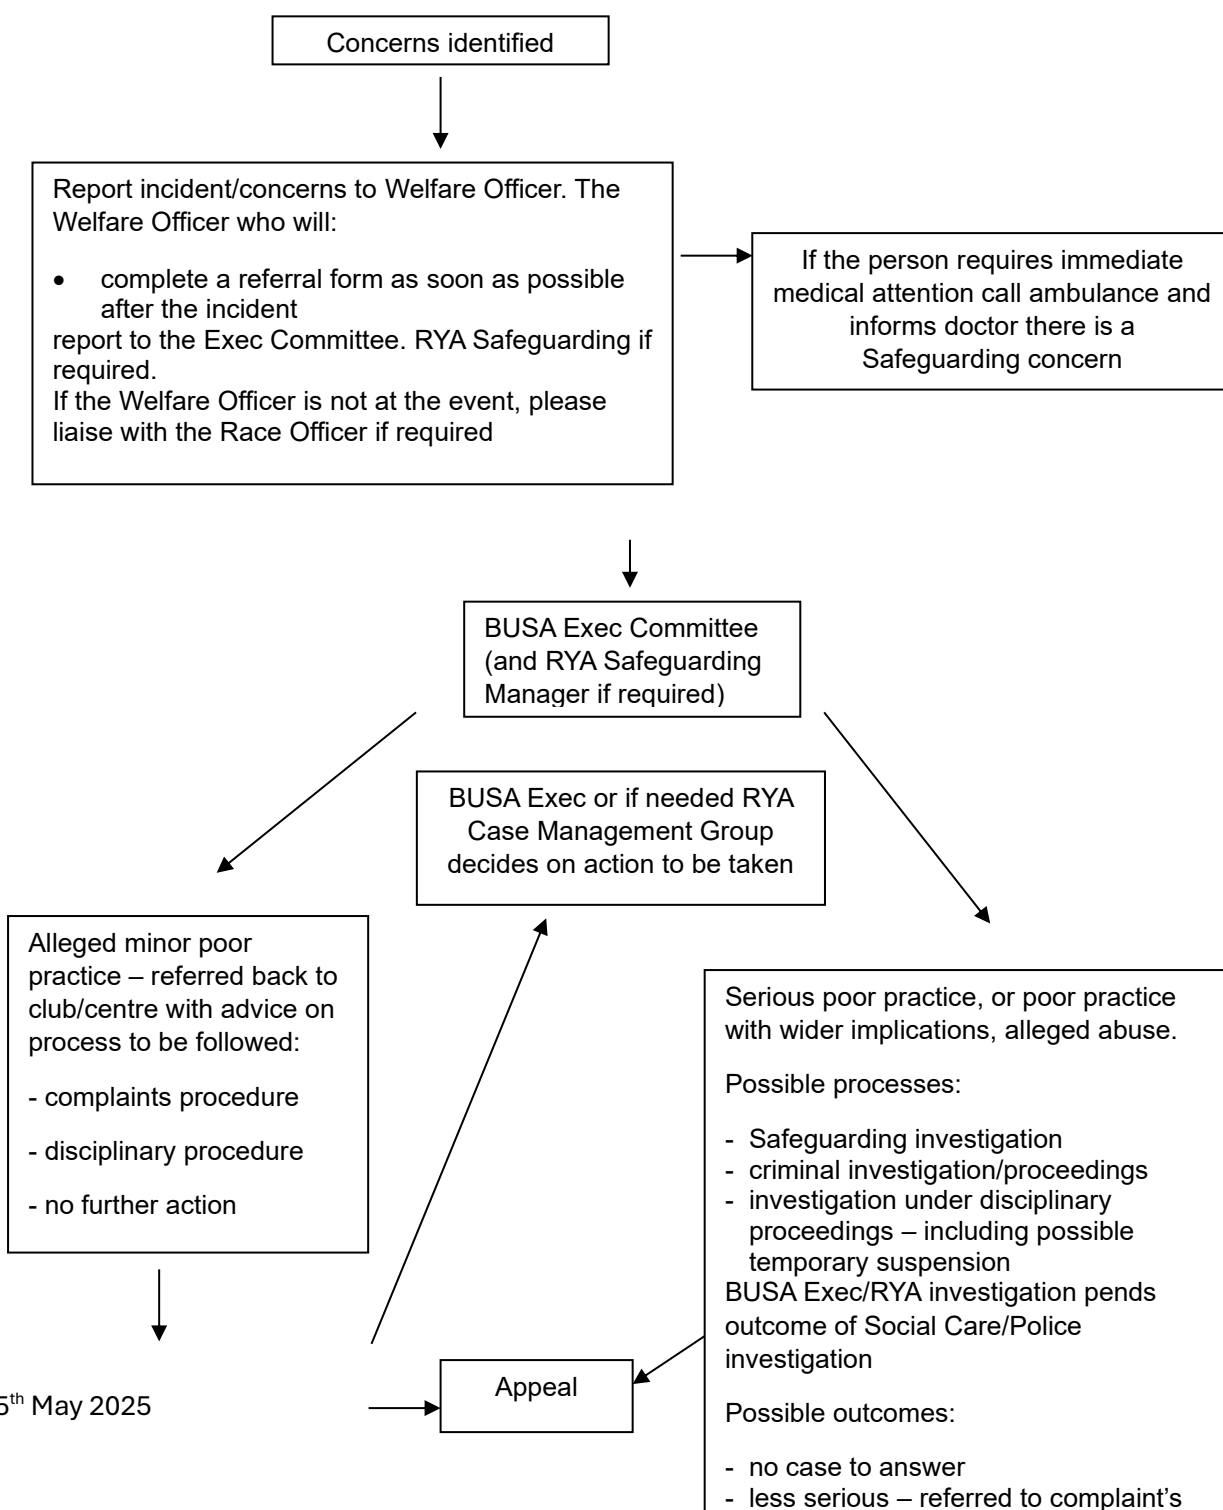 Concerns identified
Report incident/concerns to Welfare Officer. The
Welfare Officer who will:
• complete a referral form as soon as possible
after the incident
report to the Exec Committee. RYA Safeguarding if
required.
If the Welfare Officer is not at the event, please
liaise with the Race Officer if required
If the person requires immediate
medical attention call ambulance and
informs doctor there is a
Safeguarding concern
BUSA Exec Committee
(and RYA Safeguarding
Manager if required)
BUSA Exec or if needed RYA
Case Management Group
decides on action to be taken
Alleged minor poor
practice – referred back to
club/centre with advice on
process to be followed:
- complaints procedure
- disciplinary procedure
- no further action
Serious poor practice, or poor practice
with wider implications, alleged abuse.
Possible processes:
- Safeguarding investigation
- criminal investigation/proceedings
- investigation under disciplinary
proceedings – including possible
temporary suspension
BUSA Exec/RYA investigation pends
outcome of Social Care/Police
investigation
Possible outcomes:
- no case to answer
- less serious – referred to complaint's
Appeal
5th May 2025